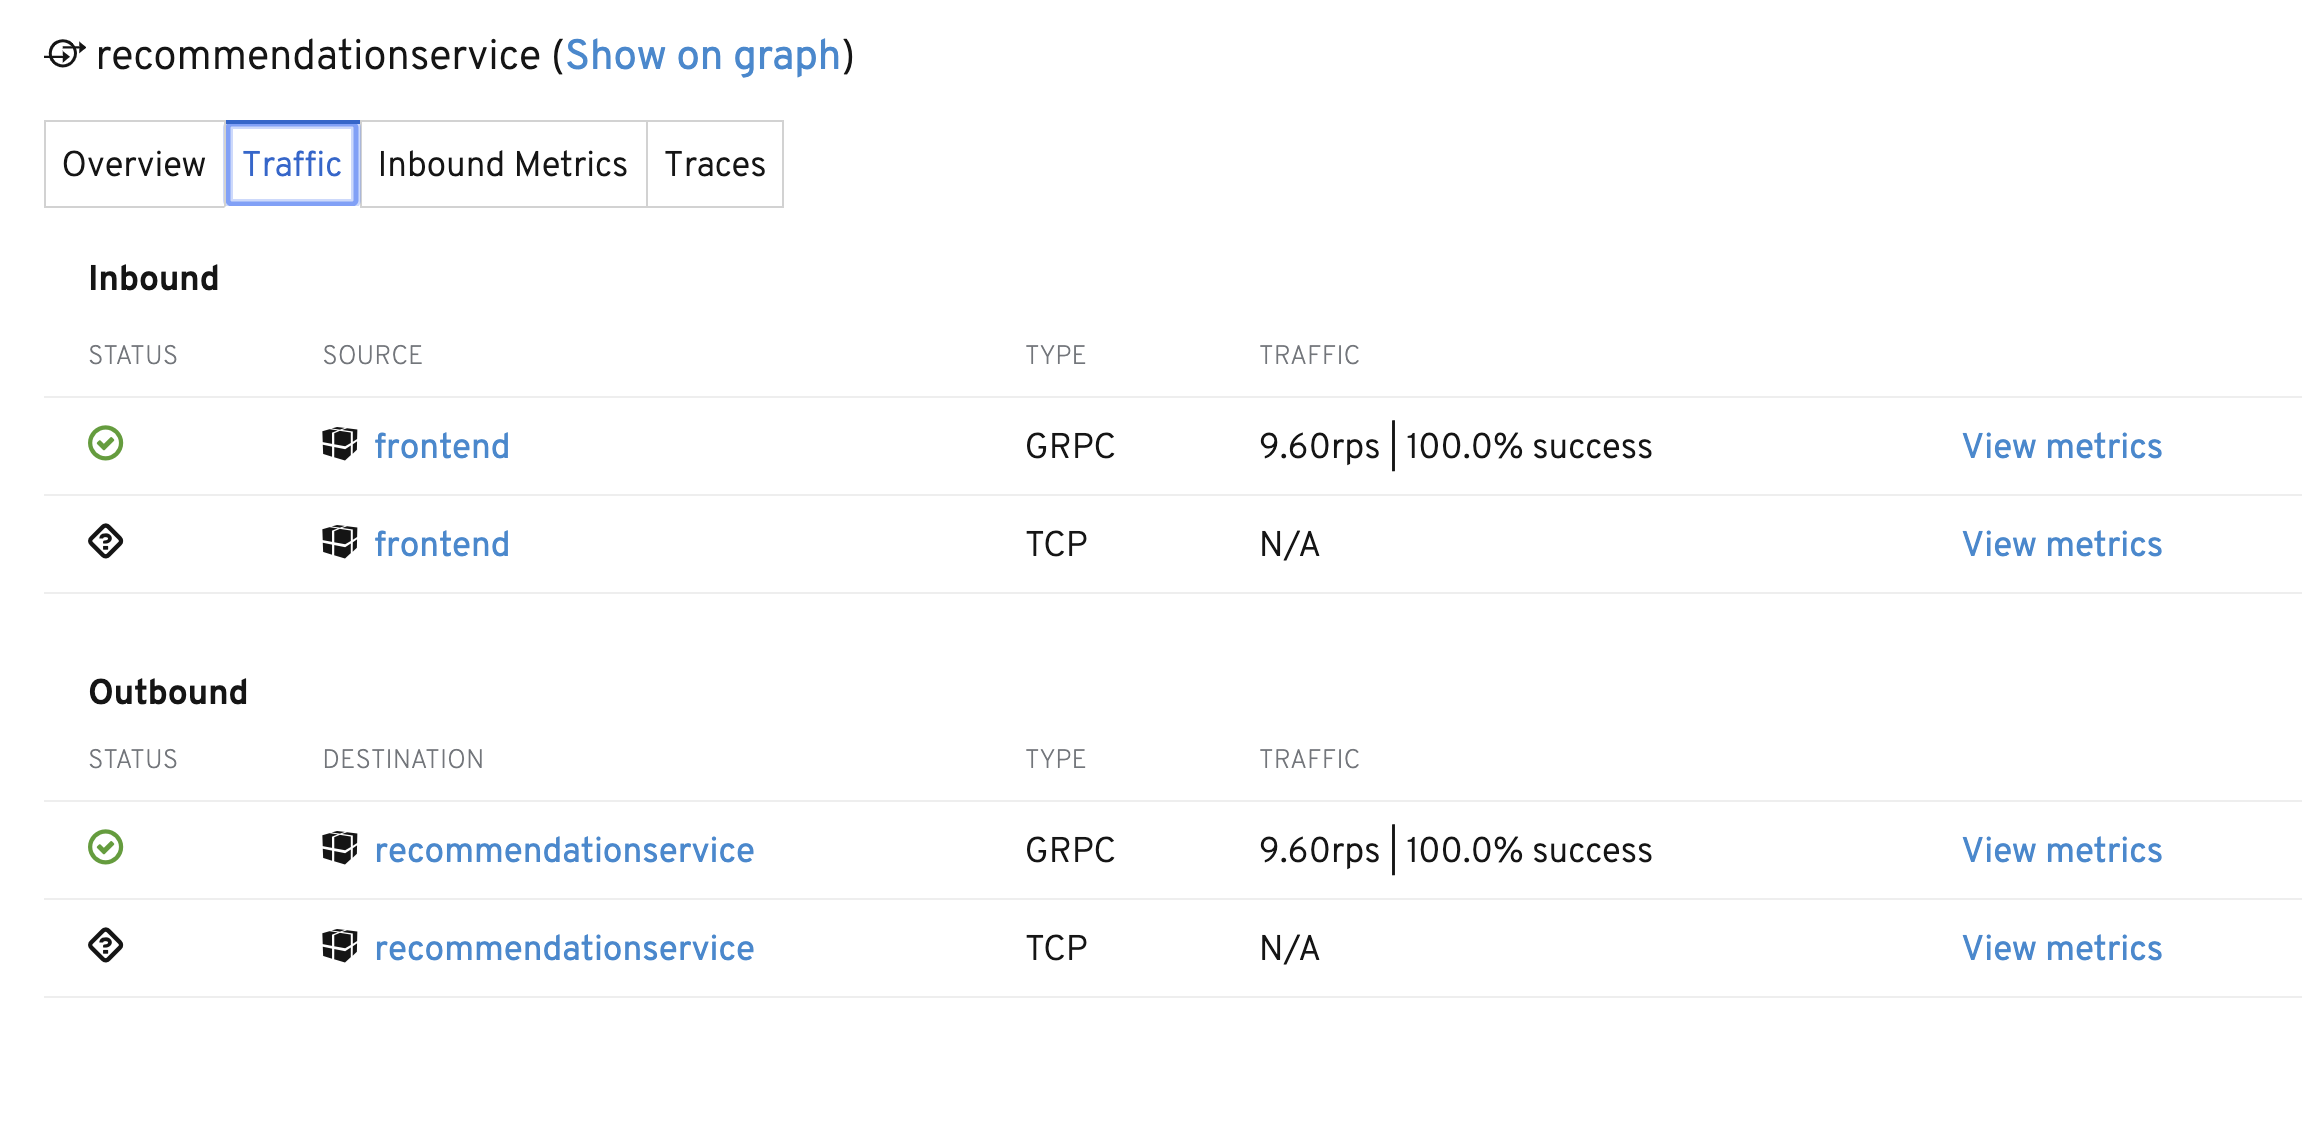 recommendationservice (Show on graph)
Overview Traffic Inbound Metrics Traces
Inbound
STATUS SOURCE TYPE TRAFFIC
frontend GRPC 9.60rps | 100.0% success View metrics
frontend TCP N/A View metrics
Outbound
STATUS DESTINATION TYPE TRAFFIC
recommendationservice GRPC 9.60rps | 100.0% success View metrics
recommendationservice TCP N/A View metrics